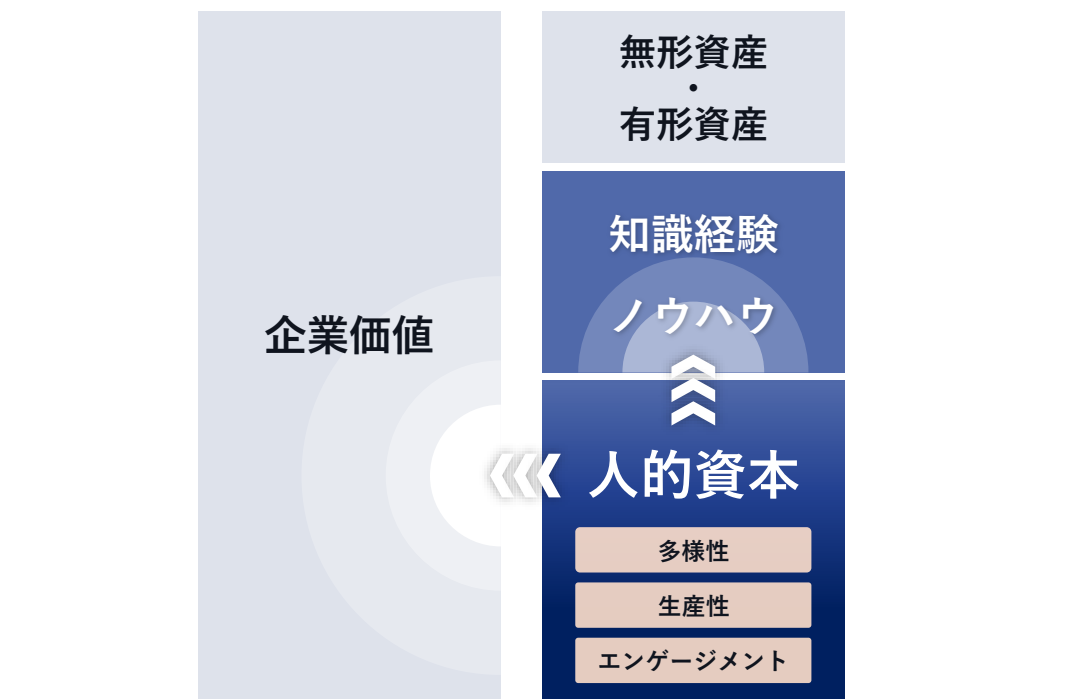 企業価値
無形資産
・
有形資産
知識経験
ノウハウ
人的資本
多様性
生産性
エンゲージメント